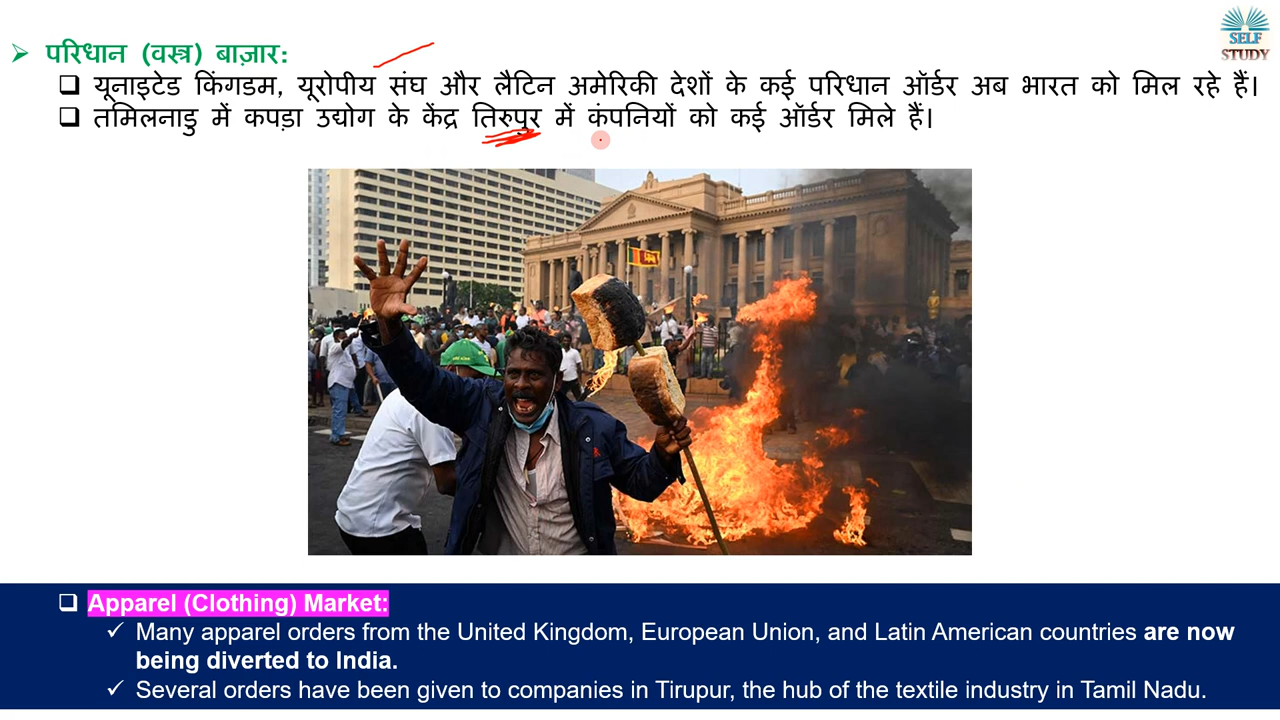 SELF
STUDY
➢ परिधान (वस्त्र) बाज़ार:
❑ यूनाइटेड किंगडम, यूरोपीय संघ और लैटिन अमेरिकी देशों के कई परिधान ऑर्डर अब भारत को मिल रहे हैं।
❑ तमिलनाडु में कपड़ा उद्योग के केंद्र तिरुपुर में कंपनियों को कई ऑर्डर मिले हैं।
❑ Apparel (Clothing) Market:
✓ Many apparel orders from the United Kingdom, European Union, and Latin American countries are now
being diverted to India.
✓ Several orders have been given to companies in Tirupur, the hub of the textile industry in Tamil Nadu.